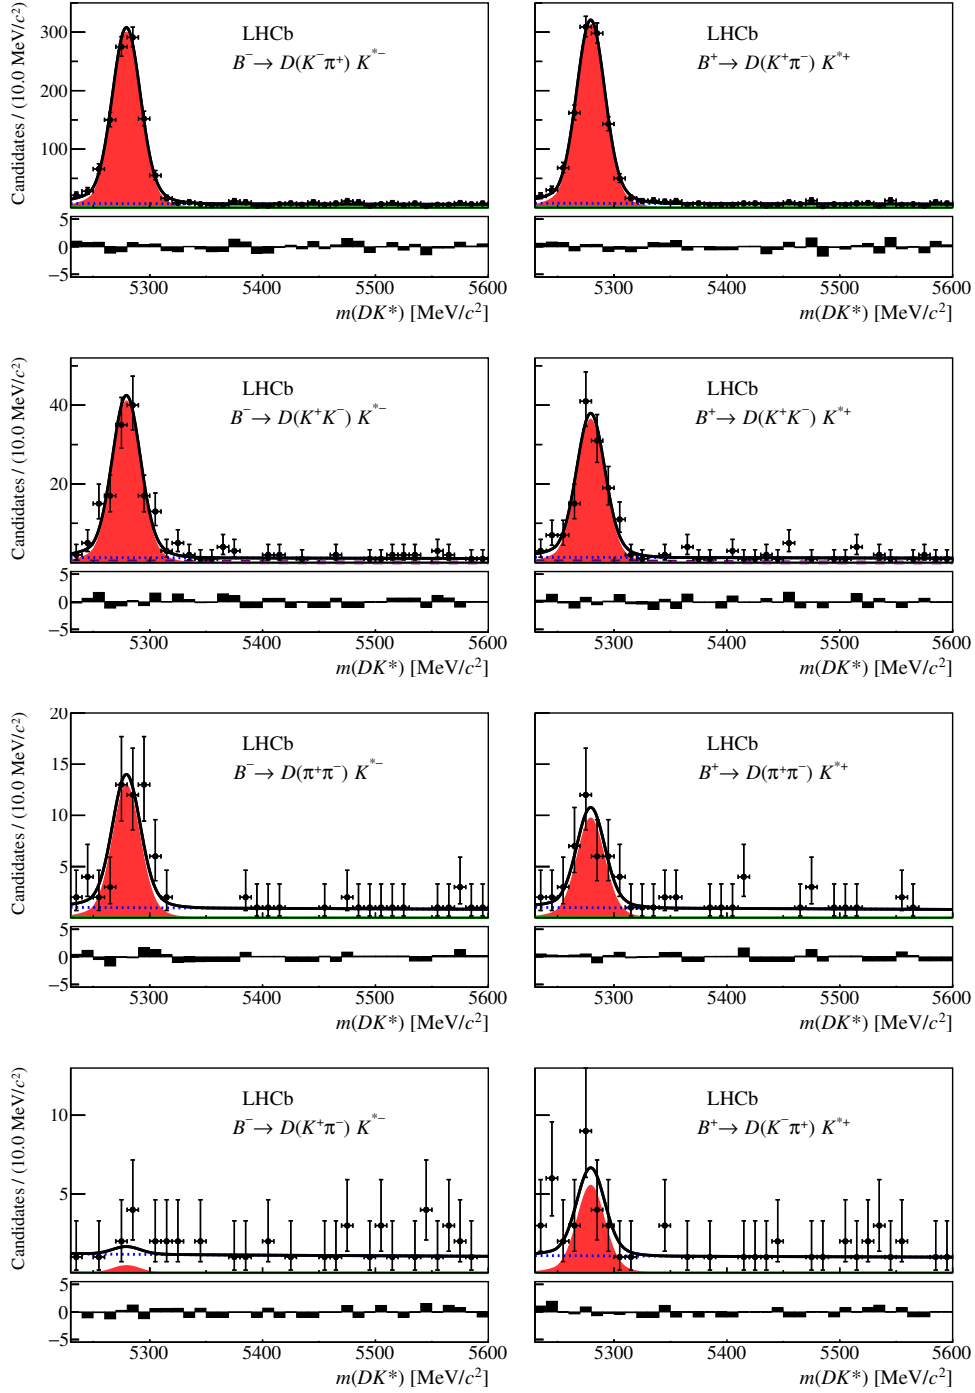 LHCb
B⁻ → D(K⁻π⁺) K*⁻
Candidates / (10.0 MeV/c²)
300
200
100
5
0
−5
5300 5400 5500 5600
m(DK*) [MeV/c²]
LHCb
B⁺ → D(K⁺π⁻) K*⁺
5
0
−5
5300 5400 5500 5600
m(DK*) [MeV/c²]
LHCb
B⁻ → D(K⁺K⁻) K*⁻
Candidates / (10.0 MeV/c²)
40
20
5
0
−5
5300 5400 5500 5600
m(DK*) [MeV/c²]
LHCb
B⁺ → D(K⁺K⁻) K*⁺
5
0
−5
5300 5400 5500 5600
m(DK*) [MeV/c²]
LHCb
B⁻ → D(π⁺π⁻) K*⁻
Candidates / (10.0 MeV/c²)
20
15
10
5
5
0
−5
5300 5400 5500 5600
m(DK*) [MeV/c²]
LHCb
B⁺ → D(π⁺π⁻) K*⁺
5
0
−5
5300 5400 5500 5600
m(DK*) [MeV/c²]
LHCb
B⁻ → D(K⁺π⁻) K*⁻
Candidates / (10.0 MeV/c²)
10
5
5
0
−5
5300 5400 5500 5600
m(DK*) [MeV/c²]
LHCb
B⁺ → D(K⁻π⁺) K*⁺
5
0
−5
5300 5400 5500 5600
m(DK*) [MeV/c²]